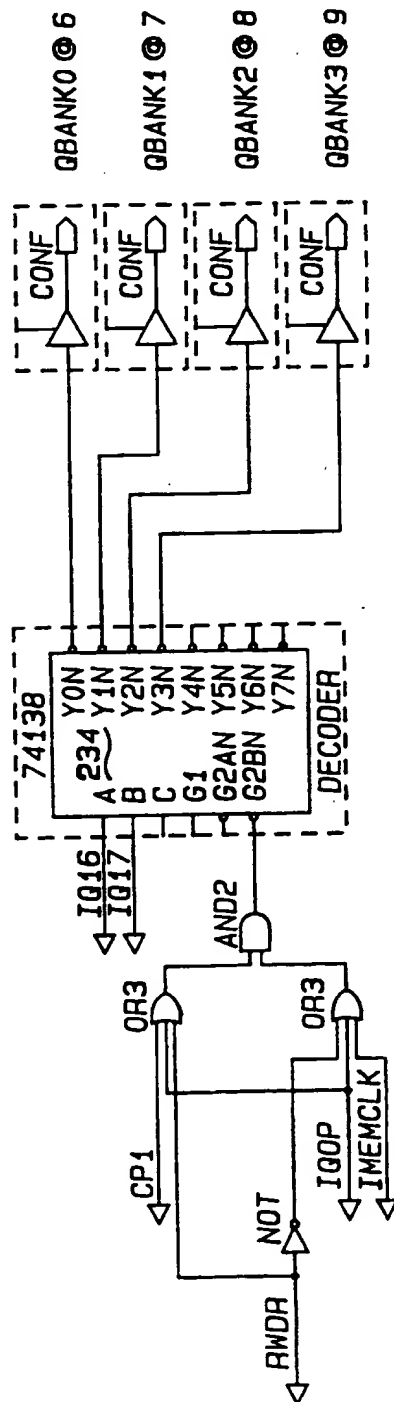 RWDR
NOT
CP1
IQOP
IMEMCLK
OR3
OR3
AND2
IQ16
IQ17
74138
234
A
B
C
G1
G2AN
G2BN
Y0N
Y1N
Y2N
Y3N
Y4N
Y5N
Y6N
Y7N
DECODER
CONF
CONF
CONF
CONF
QBANK0 @ 6
QBANK1 @ 7
QBANK2 @ 8
QBANK3 @ 9